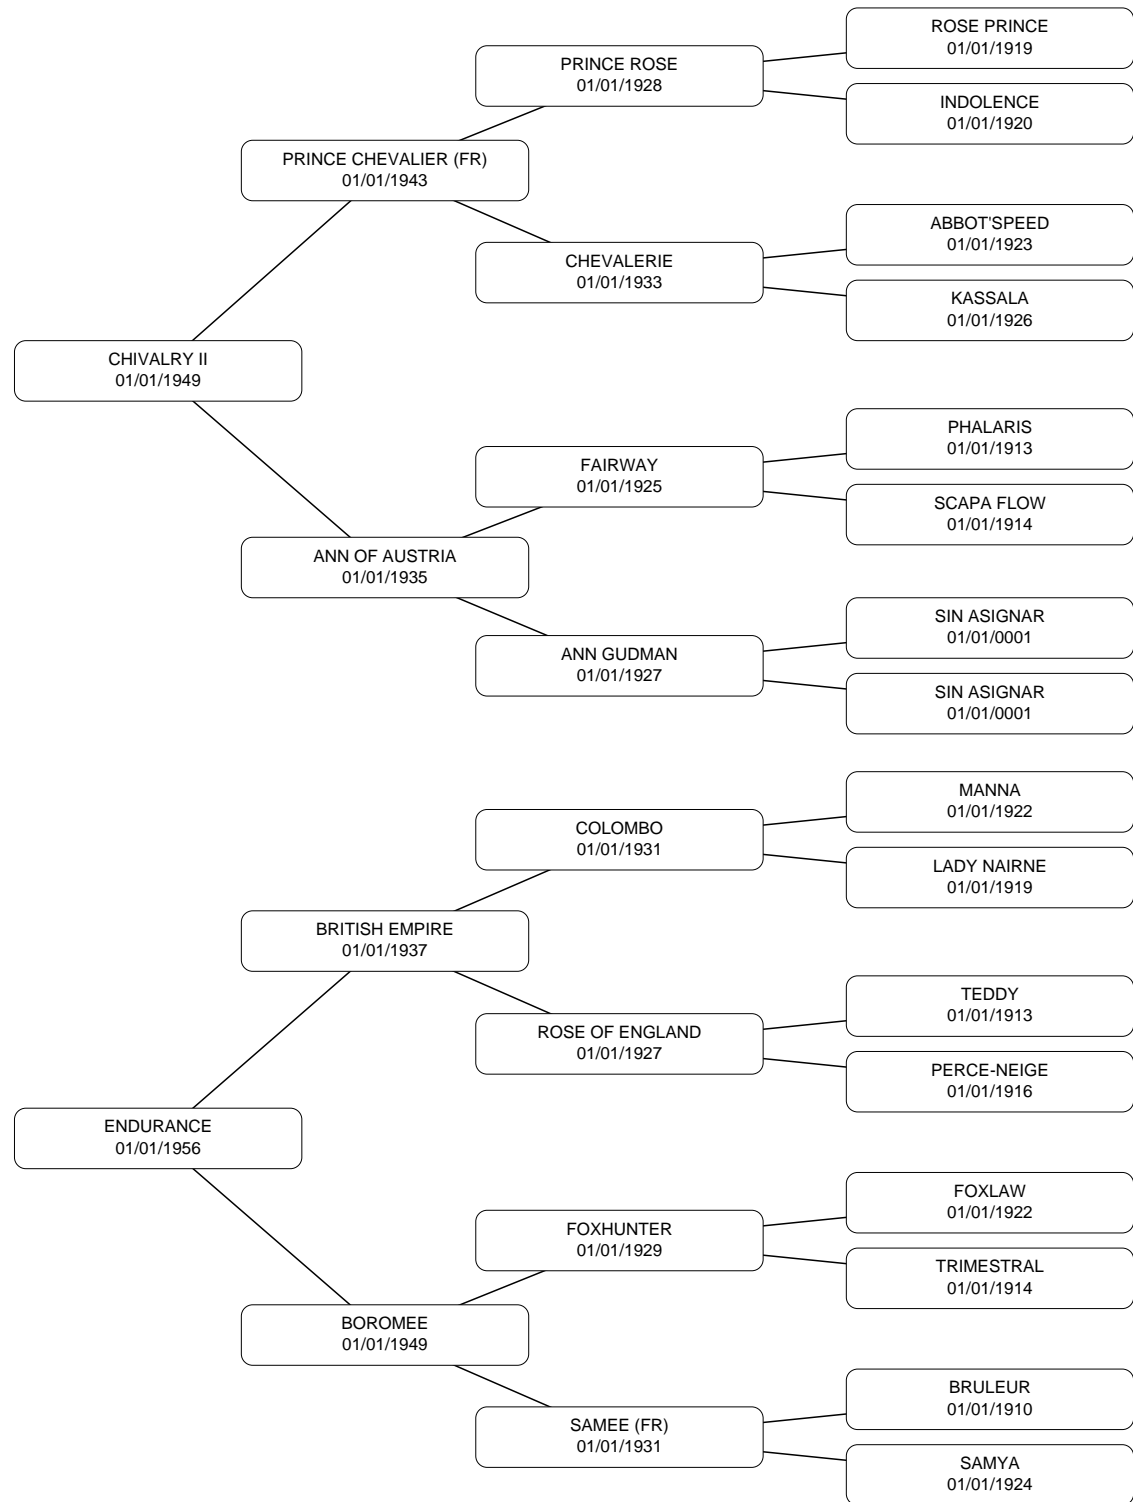 ROSE PRINCE
01/01/1919
PRINCE ROSE
01/01/1928
INDOLENCE
01/01/1920
PRINCE CHEVALIER (FR)
01/01/1943
ABBOT'SPEED
01/01/1923
CHEVALERIE
01/01/1933
KASSALA
01/01/1926
CHIVALRY II
01/01/1949
PHALARIS
01/01/1913
FAIRWAY
01/01/1925
SCAPA FLOW
01/01/1914
ANN OF AUSTRIA
01/01/1935
SIN ASIGNAR
01/01/0001
ANN GUDMAN
01/01/1927
SIN ASIGNAR
01/01/0001
MANNA
01/01/1922
COLOMBO
01/01/1931
LADY NAIRNE
01/01/1919
BRITISH EMPIRE
01/01/1937
TEDDY
01/01/1913
ROSE OF ENGLAND
01/01/1927
PERCE-NEIGE
01/01/1916
ENDURANCE
01/01/1956
FOXLAW
01/01/1922
FOXHUNTER
01/01/1929
TRIMESTRAL
01/01/1914
BOROMEE
01/01/1949
BRULEUR
01/01/1910
SAMEE (FR)
01/01/1931
SAMYA
01/01/1924